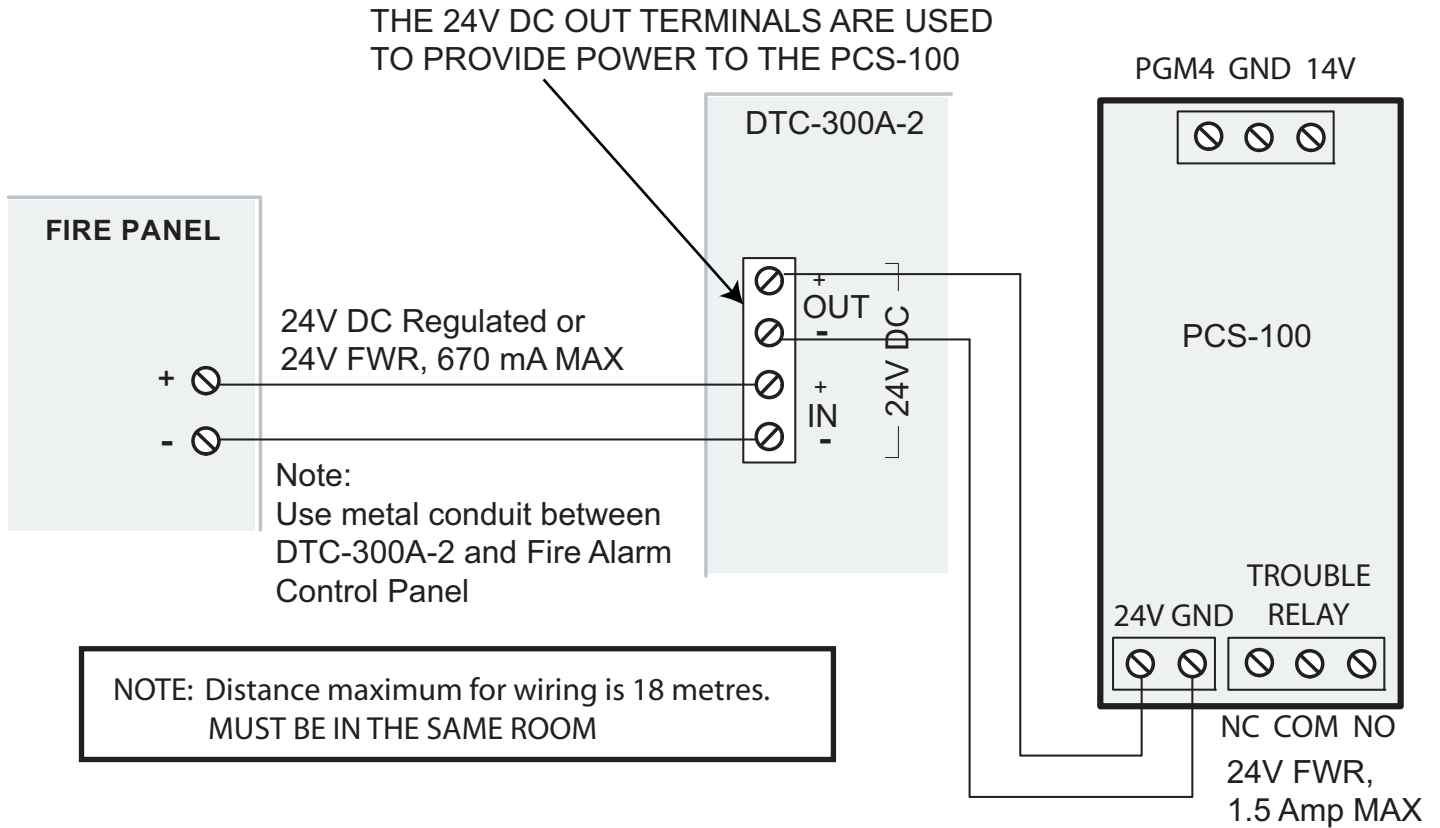 THE 24V DC OUT TERMINALS ARE USED
TO PROVIDE POWER TO THE PCS-100
PGM4 GND 14V
DTC-300A-2
FIRE PANEL
+
OUT
-
24V DC
24V DC Regulated or
24V FWR, 670 mA MAX
PCS-100
+
-
+
IN
-
Note:
Use metal conduit between
DTC-300A-2 and Fire Alarm
Control Panel
TROUBLE
RELAY
24V GND
NOTE: Distance maximum for wiring is 18 metres.
MUST BE IN THE SAME ROOM
NC COM NO
24V FWR,
1.5 Amp MAX